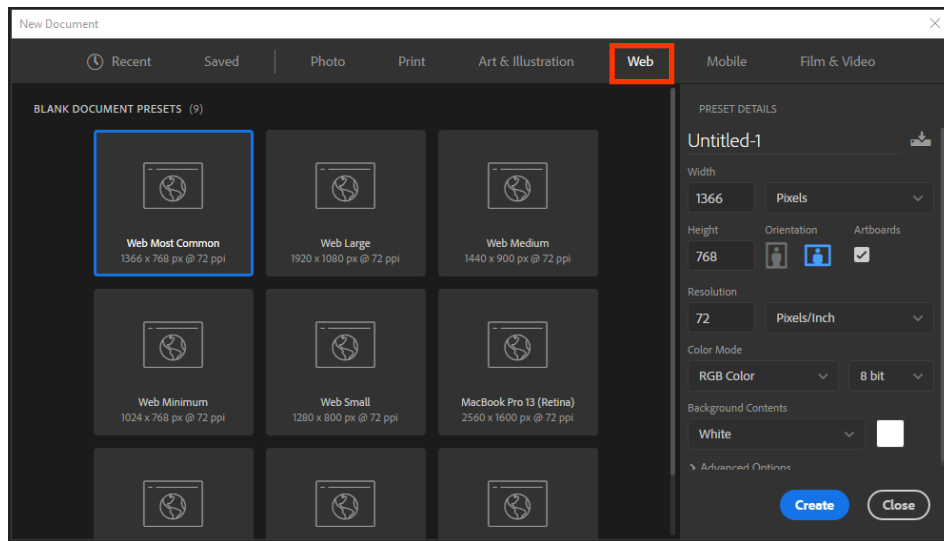 New Document
Recent Saved Photo Print Art & Illustration Web Mobile Film & Video
BLANK DOCUMENT PRESETS (9)
Web Most Common
1366 x 768 px @ 72 ppi
Web Large
1920 x 1080 px @ 72 ppi
Web Medium
1440 x 900 px @ 72 ppi
Web Minimum
1024 x 768 px @ 72 ppi
Web Small
1280 x 800 px @ 72 ppi
MacBook Pro 13 (Retina)
2560 x 1600 px @ 72 ppi
PRESET DETAILS
Untitled-1
Width
1366 Pixels
Height Orientation Artboards
768
Resolution
72 Pixels/Inch
Color Mode
RGB Color 8 bit
Background Contents
White
Advanced Options
Create Close